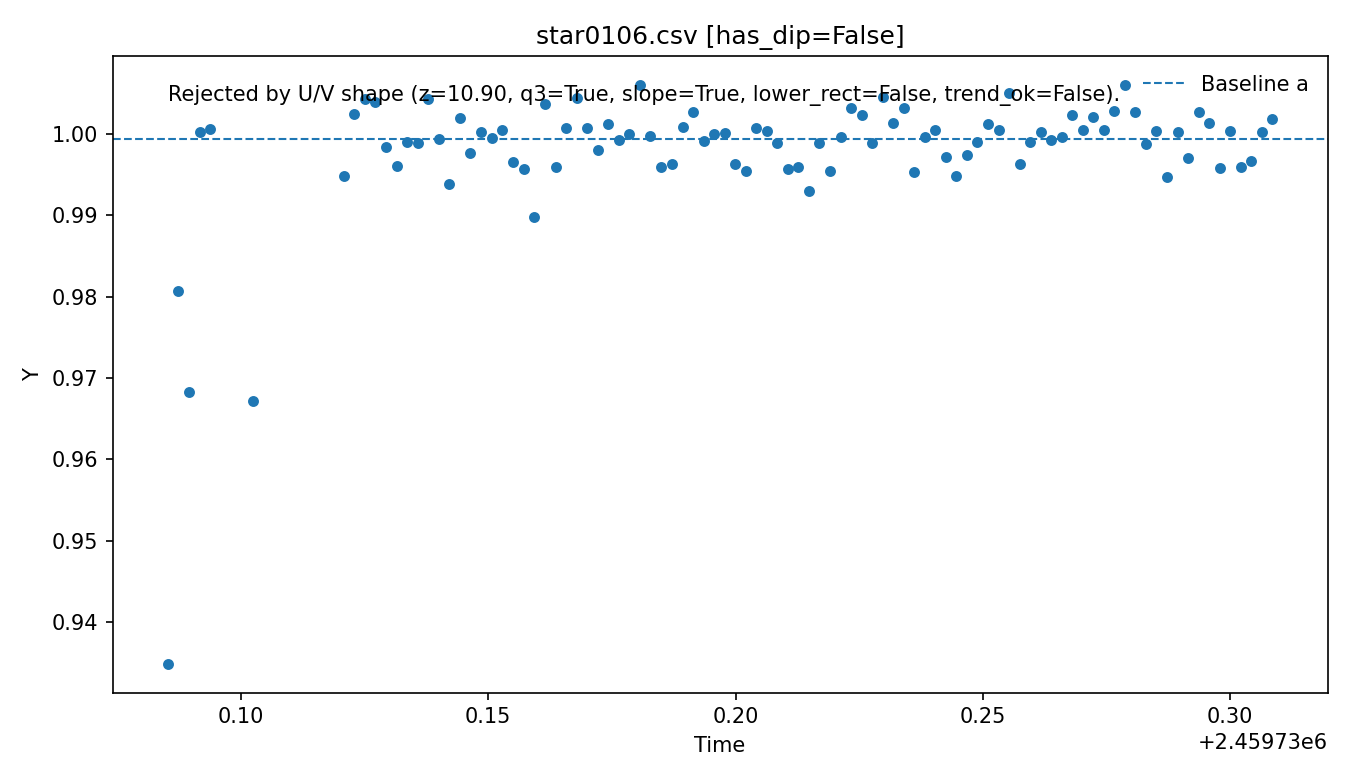 star0106.csv [has_dip=False]
Rejected by U/V shape (z=10.90, q3=True, slope=True, lower_rect=False, trend_ok=False).
Baseline a
1.00
0.99
0.98
0.97
0.96
0.95
0.94
Y
0.10 0.15 0.20 0.25 0.30
Time
+2.45973e6